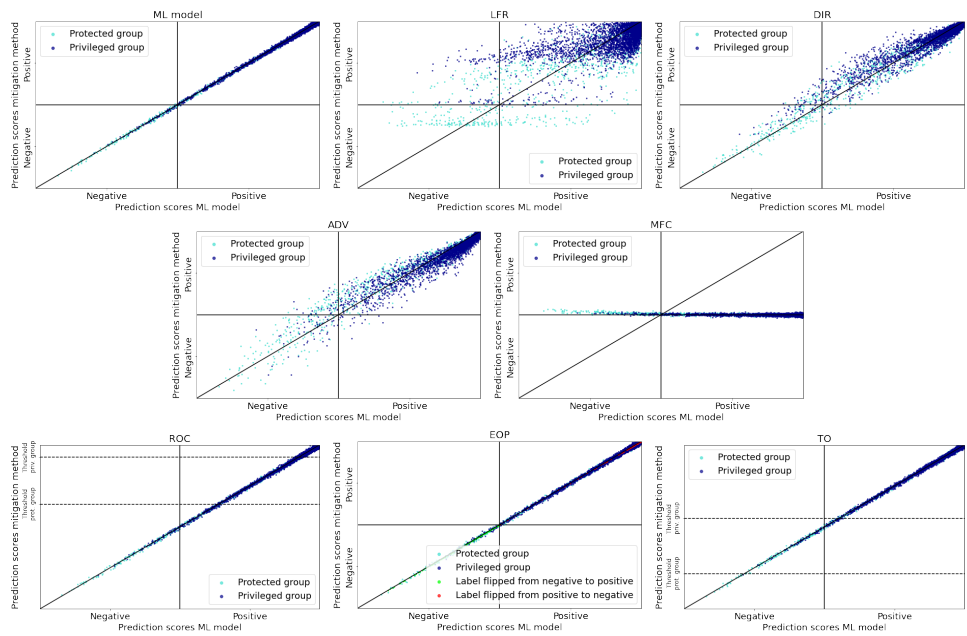 ML model
Prediction scores mitigation method
Negative
Positive
Protected group
Privileged group
Negative
Positive
Prediction scores ML model
LFR
Prediction scores mitigation method
Negative
Positive
Protected group
Privileged group
Negative
Positive
Prediction scores ML model
DIR
Prediction scores mitigation method
Negative
Positive
Protected group
Privileged group
Negative
Positive
Prediction scores ML model
ADV
Prediction scores mitigation method
Negative
Positive
Protected group
Privileged group
Negative
Positive
Prediction scores ML model
MFC
Prediction scores mitigation method
Negative
Positive
Protected group
Privileged group
Negative
Positive
Prediction scores ML model
ROC
Prediction scores mitigation method
Threshold
priv. group
Threshold
prot. group
Protected group
Privileged group
Negative
Positive
Prediction scores ML model
EOP
Prediction scores mitigation method
Negative
Positive
Protected group
Privileged group
Label flipped from negative to positive
Label flipped from positive to negative
Negative
Positive
Prediction scores ML model
TO
Prediction scores mitigation method
Protected group
Privileged group
Threshold
priv. group
Threshold
prot. group
Negative
Positive
Prediction scores ML model